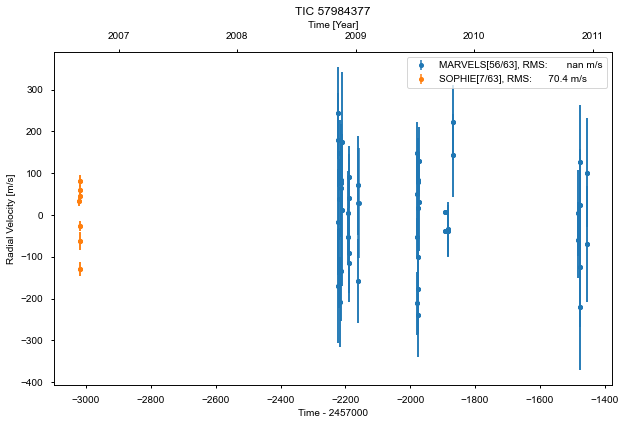 TIC 57984377
Time [Year]
2007 2008 2009 2010 2011
MARVELS[56/63], RMS: nan m/s
SOPHIE[7/63], RMS: 70.4 m/s
Radial Velocity [m/s]
300
200
100
0
−100
−200
−300
−400
−3000 −2800 −2600 −2400 −2200 −2000 −1800 −1600 −1400
Time - 2457000